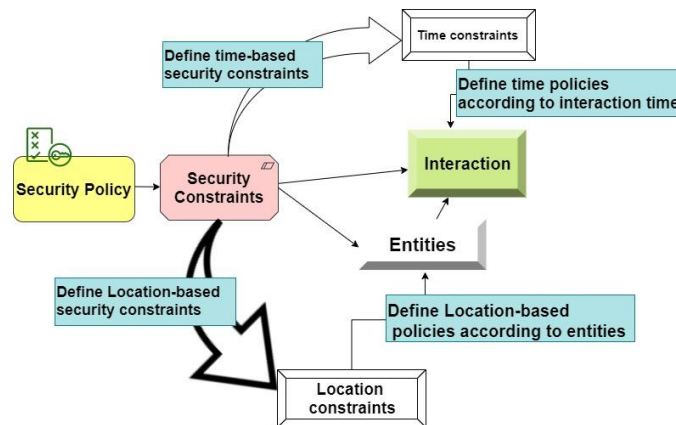 Time constraints
Define time-based
security constraints
Define time policies
according to interaction time
Interaction
Security Policy
Security
Constraints
Entities
Define Location-based
security constraints
Define Location-based
policies according to entities
Location
constraints